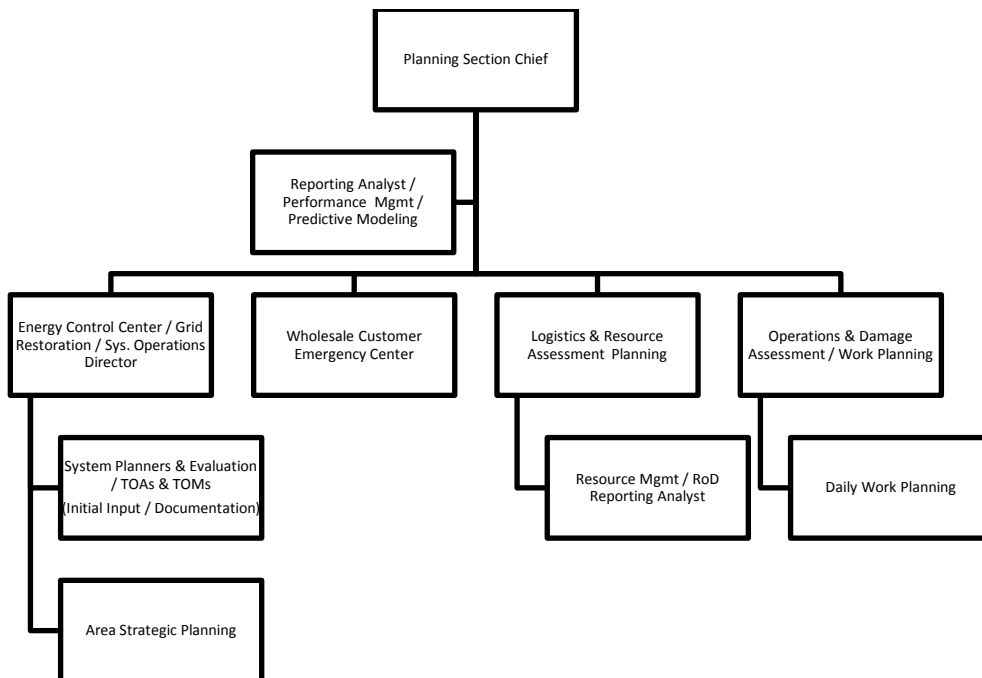 Planning Section Chief
Reporting Analyst /
Performance Mgmt /
Predictive Modeling
Energy Control Center / Grid
Restoration / Sys. Operations
Director
Wholesale Customer
Emergency Center
Logistics & Resource
Assessment Planning
Operations & Damage
Assessment / Work Planning
System Planners & Evaluation
/ TOAs & TOMs
(Initial Input / Documentation)
Resource Mgmt / RoD
Reporting Analyst
Daily Work Planning
Area Strategic Planning